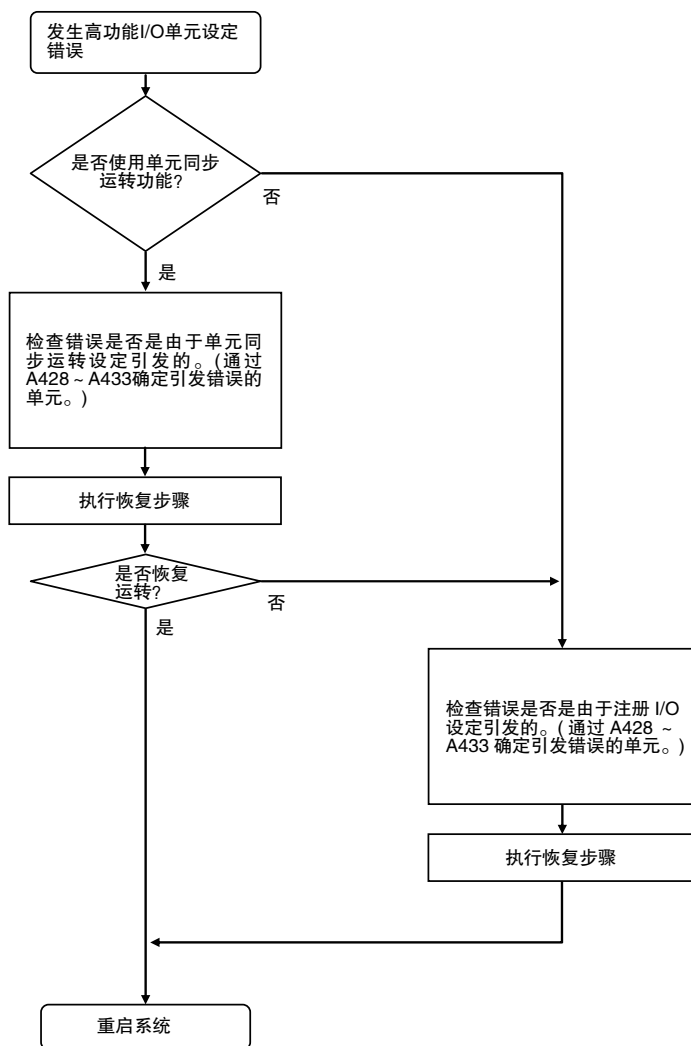 发生高功能I/O单元设定
错误
是否使用单元同步
运转功能?
否
是
检查错误是否是由于单元同
步运转设定引发的。(通过
A428 ~ A433确定引发错误的
单元。)
执行恢复步骤
是否恢复
运转?
否
是
检查错误是否是由于注册 I/O
设定引发的。( 通过 A428 ~
A433 确定引发错误的单元。)
执行恢复步骤
重启系统